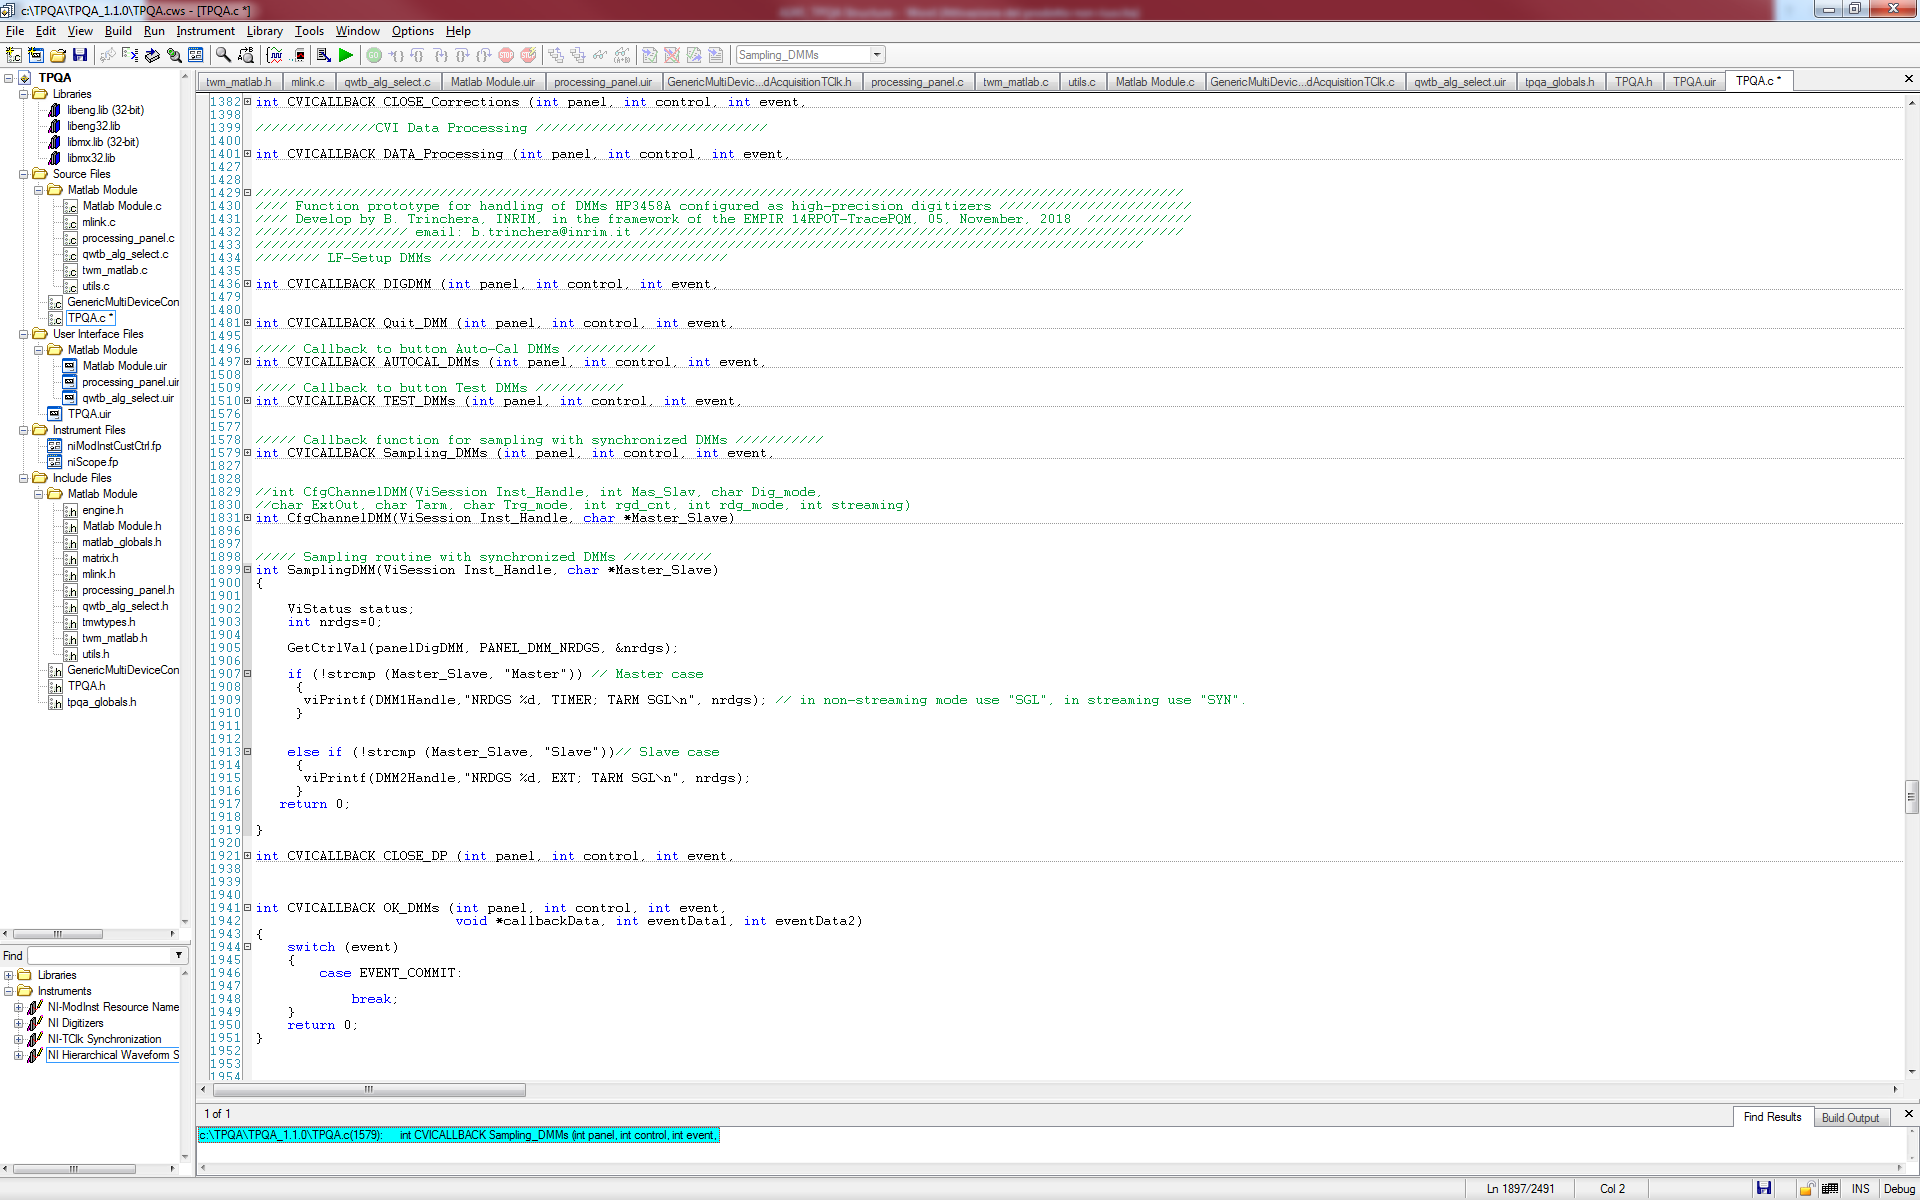 c:\TPQA\TPQA_1.1.0\TPQA.cws - [TPQA.c *]
File Edit View Build Run Instrument Library Tools Window Options Help
Sampling_DMMs
TPQA
Libraries
libeng.lib (32-bit)
libeng32.lib
libmx.lib (32-bit)
libmx32.lib
Source Files
Matlab Module
Matlab Module.c
mlink.c
processing_panel.c
qwtb_alg_select.c
twm_matlab.c
utils.c
GenericMultiDeviceCon
TPQA.c *
User Interface Files
Matlab Module
Matlab Module.uir
processing_panel.uir
qwtb_alg_select.uir
TPQA.uir
Instrument Files
niModInstCustCtrl.fp
niScope.fp
Include Files
Matlab Module
engine.h
Matlab Module.h
matlab_globals.h
matrix.h
mlink.h
processing_panel.h
qwtb_alg_select.h
tmwtypes.h
twm_matlab.h
utils.h
GenericMultiDeviceCon
TPQA.h
tpqa_globals.h
Find
Libraries
Instruments
NI-ModInst Resource Name
NI Digitizers
NI-TClk Synchronization
NI Hierarchical Waveform S
twm_matlab.h mlink.c qwtb_alg_select.c Matlab Module.uir processing_panel.uir GenericMultiDevic...dAcquisitionTClk.h processing_panel.c twm_matlab.c utils.c Matlab Module.c GenericMultiDevic...dAcquisitionTClk.c qwtb_alg_select.uir tpqa_globals.h TPQA.h TPQA.uir TPQA.c *
1382 int CVICALLBACK CLOSE_Corrections (int panel, int control, int event,
1398
1399 ///////////////CVI Data Processing /////////////////////////////
1400
1401 int CVICALLBACK DATA_Processing (int panel, int control, int event,
1427
1428
1429 ////////////////////////////////////////////////////////////////////////////////////////////////////////////////////
1430 //// Function prototype for handling of DMMs HP3458A configured as high-precision digitizers ////////////////////////
1431 //// Develop by B. Trinchera, INRIM, in the framework of the EMPIR 14RPOT-TracePQM, 05, November, 2018 /////////////
1432 /////////////////// email: b.trinchera@inrim.it ////////////////////////////////////////////////////////////////////
1433 ///////////////////////////////////////////////////////////////////////////////////////////////////////////////
1434 //////// LF-Setup DMMs ////////////////////////////////////
1435
1436 int CVICALLBACK DIGDMM (int panel, int control, int event,
1479
1480
1481 int CVICALLBACK Quit_DMM (int panel, int control, int event,
1495
1496 ///// Callback to button Auto-Cal DMMs ///////////
1497 int CVICALLBACK AUTOCAL_DMMs (int panel, int control, int event,
1508
1509 ///// Callback to button Test DMMs ///////////
1510 int CVICALLBACK TEST_DMMs (int panel, int control, int event,
1576
1577
1578 ///// Callback function for sampling with synchronized DMMs ///////////
1579 int CVICALLBACK Sampling_DMMs (int panel, int control, int event,
1827
1828
1829 //int CfgChannelDMM(ViSession Inst_Handle, int Mas_Slav, char Dig_mode,
1830 //char ExtOut, char Tarm, char Trg_mode, int rgd_cnt, int rdg_mode, int streaming)
1831 int CfgChannelDMM(ViSession Inst_Handle, char *Master_Slave)
1896
1897
1898 ///// Sampling routine with synchronized DMMs ///////////
1899 int SamplingDMM(ViSession Inst_Handle, char *Master_Slave)
1900 {
1901
1902 ViStatus status;
1903 int nrdgs=0;
1904
1905 GetCtrlVal(panelDigDMM, PANEL_DMM_NRDGS, &nrdgs);
1906
1907 if (!strcmp (Master_Slave, "Master")) // Master case
1908 {
1909 viPrintf(DMM1Handle,"NRDGS %d, TIMER; TARM SGL\n", nrdgs); // in non-streaming mode use "SGL", in streaming use "SYN".
1910 }
1911
1912
1913 else if (!strcmp (Master_Slave, "Slave"))// Slave case
1914 {
1915 viPrintf(DMM2Handle,"NRDGS %d, EXT; TARM SGL\n", nrdgs);
1916 }
1917 return 0;
1918
1919 }
1920
1921 int CVICALLBACK CLOSE_DP (int panel, int control, int event,
1938
1939
1940
1941 int CVICALLBACK OK_DMMs (int panel, int control, int event,
1942 void *callbackData, int eventData1, int eventData2)
1943 {
1944 switch (event)
1945 {
1946 case EVENT_COMMIT:
1947
1948 break;
1949 }
1950 return 0;
1951 }
1952
1953
1954
1 of 1
Find Results Build Output
c:\TPQA\TPQA_1.1.0\TPQA.c(1579): int CVICALLBACK Sampling_DMMs (int panel, int control, int event,
Ln 1897/2491 Col 2 INS Debug